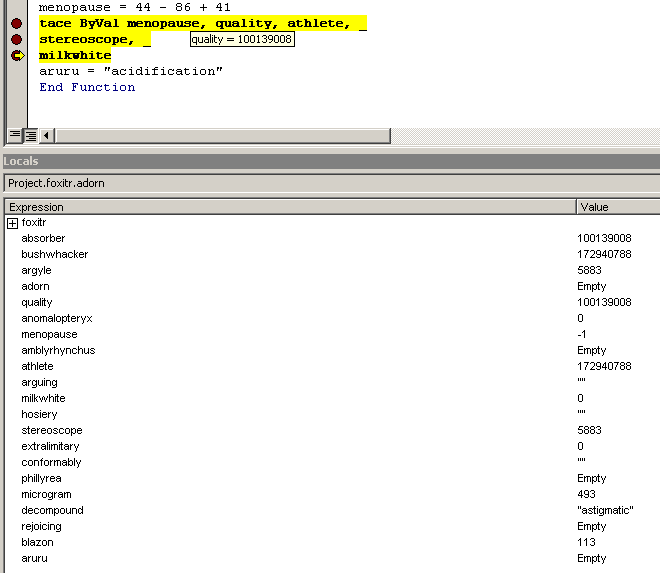 menopause = 44 - 86 + 41
tace ByVal menopause, quality, athlete, _
stereoscope, _
quality = 100139008
milkwhite
aruru = "acidification"
End Function
Locals
Project.foxitr.adorn
Expression Value
foxitr
absorber 100139008
bushwhacker 172940788
argyle 5883
adorn Empty
quality 100139008
anomalopteryx 0
menopause -1
amblyrhynchus Empty
athlete 172940788
arguing ""
milkwhite 0
hosiery ""
stereoscope 5883
extralimitary 0
conformably ""
phillyrea Empty
microgram 493
decompound "astigmatic"
rejoicing Empty
blazon 113
aruru Empty